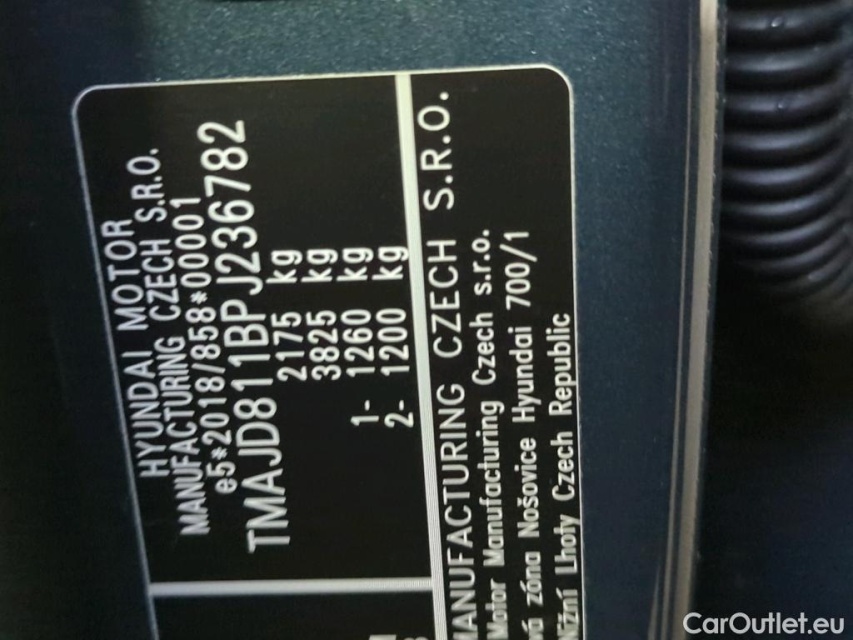 HYUNDAI MOTOR
MANUFACTURING CZECH S.R.O.
e5*2018/858*00001
TMAJD811BPJ236782
2175 kg
3825 kg
1- 1260 kg
2- 1200 kg
MANUFACTURING CZECH S.R.O.
Motor Manufacturing Czech s.r.o.
zóna Nošovice Hyundai 700/1
Lhoty Czech Republic
CarOutlet.eu